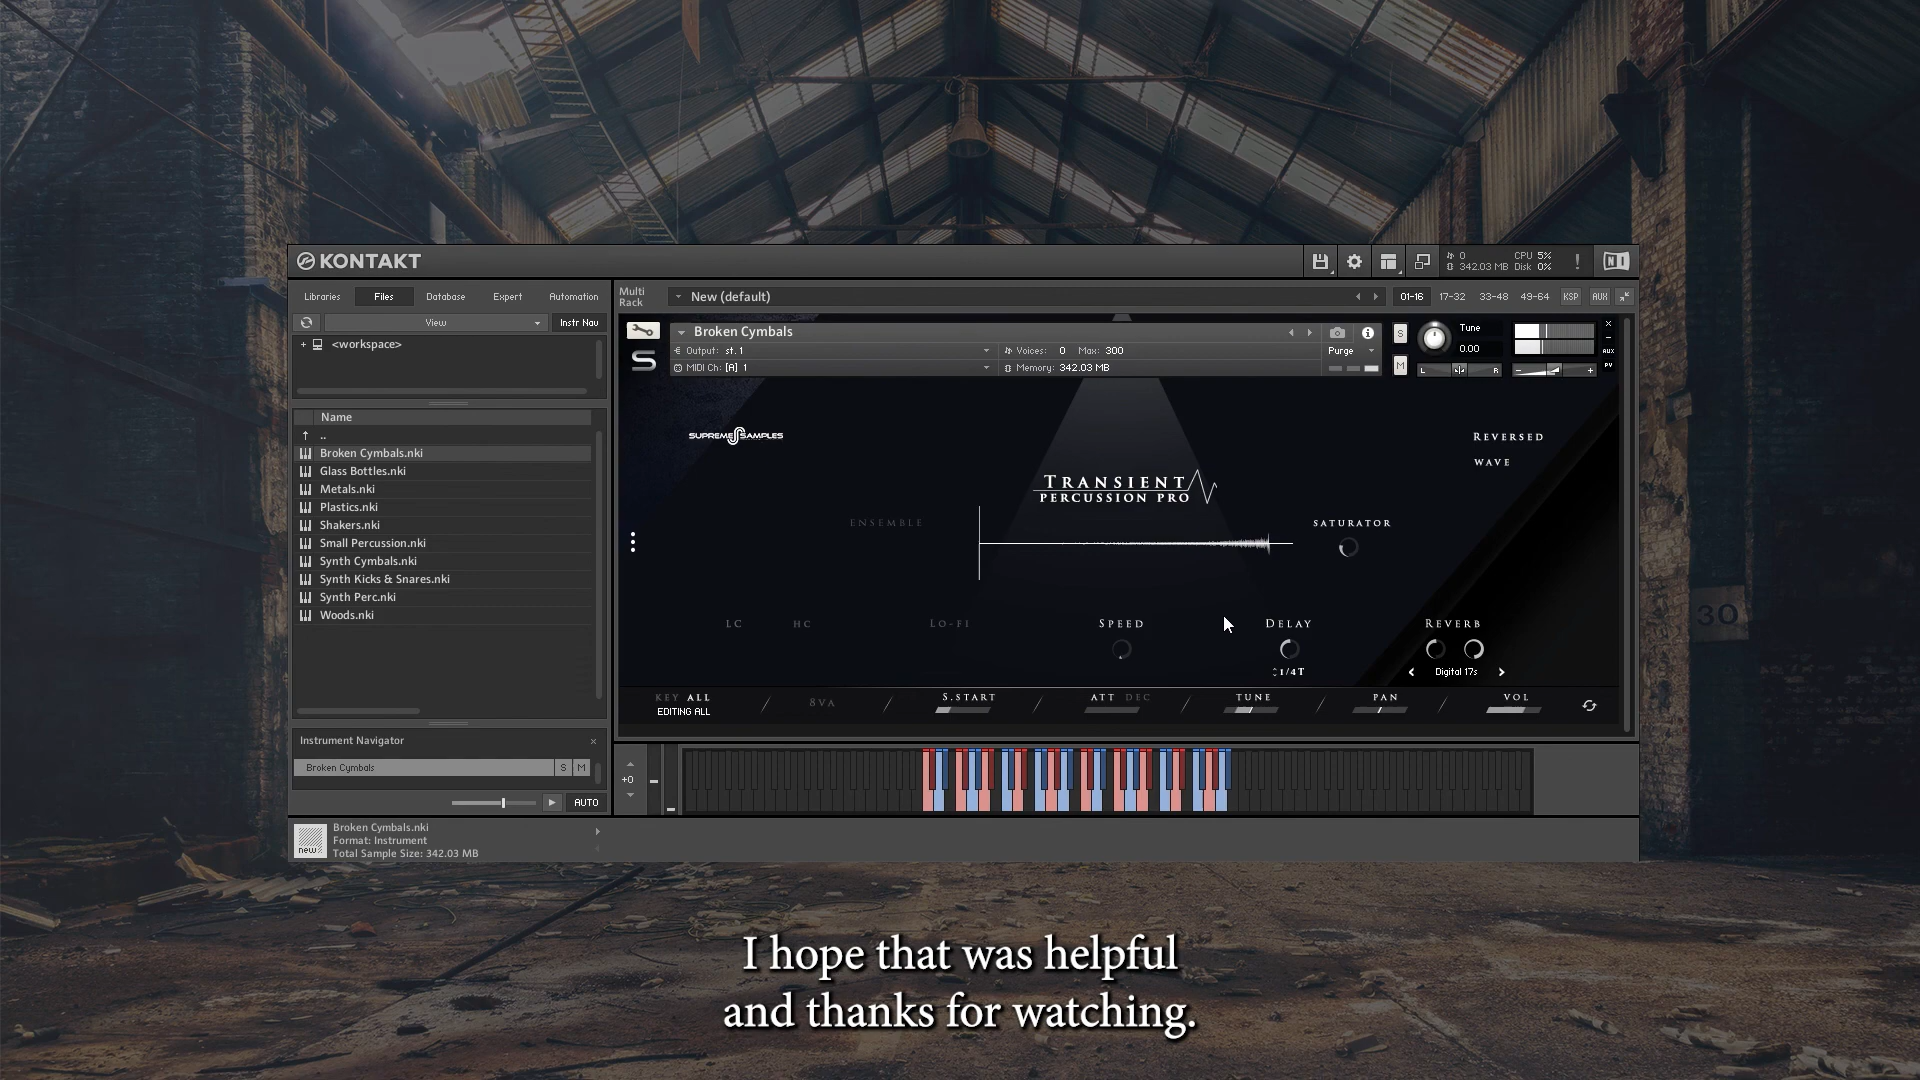 KONTAKT
0
342.03 MB
CPU 5%
Disk 0%
!
NI
Libraries
Files
Database
Expert
Automation
View
Instr Nav
+ <workspace>
Name
..
Broken Cymbals.nki
Glass Bottles.nki
Metals.nki
Plastics.nki
Shakers.nki
Small Percussion.nki
Synth Cymbals.nki
Synth Kicks & Snares.nki
Synth Perc.nki
Woods.nki
Instrument Navigator
Broken Cymbals
S
M
AUTO
Multi
Rack
New (default)
01-16
17-32
33-48
49-64
KSP
AUX
Broken Cymbals
Output: st.1
Voices: 0 Max: 300
Purge
MIDI Ch: [A] 1
Memory: 342.03 MB
S
M
Tune
0.00
L
R
AUX
PV
SUPREME SAMPLES
REVERSED
WAVE
TRANSIENT
PERCUSSION PRO
ENSEMBLE
SATURATOR
LC
HC
LO-FI
SPEED
DELAY
1/4T
REVERB
Digital 17s
KEY ALL
EDITING ALL
8VA
S.START
ATT DEC
TUNE
PAN
VOL
+0
new
Broken Cymbals.nki
Format: Instrument
Total Sample Size: 342.03 MB
30
I hope that was helpful
and thanks for watching.